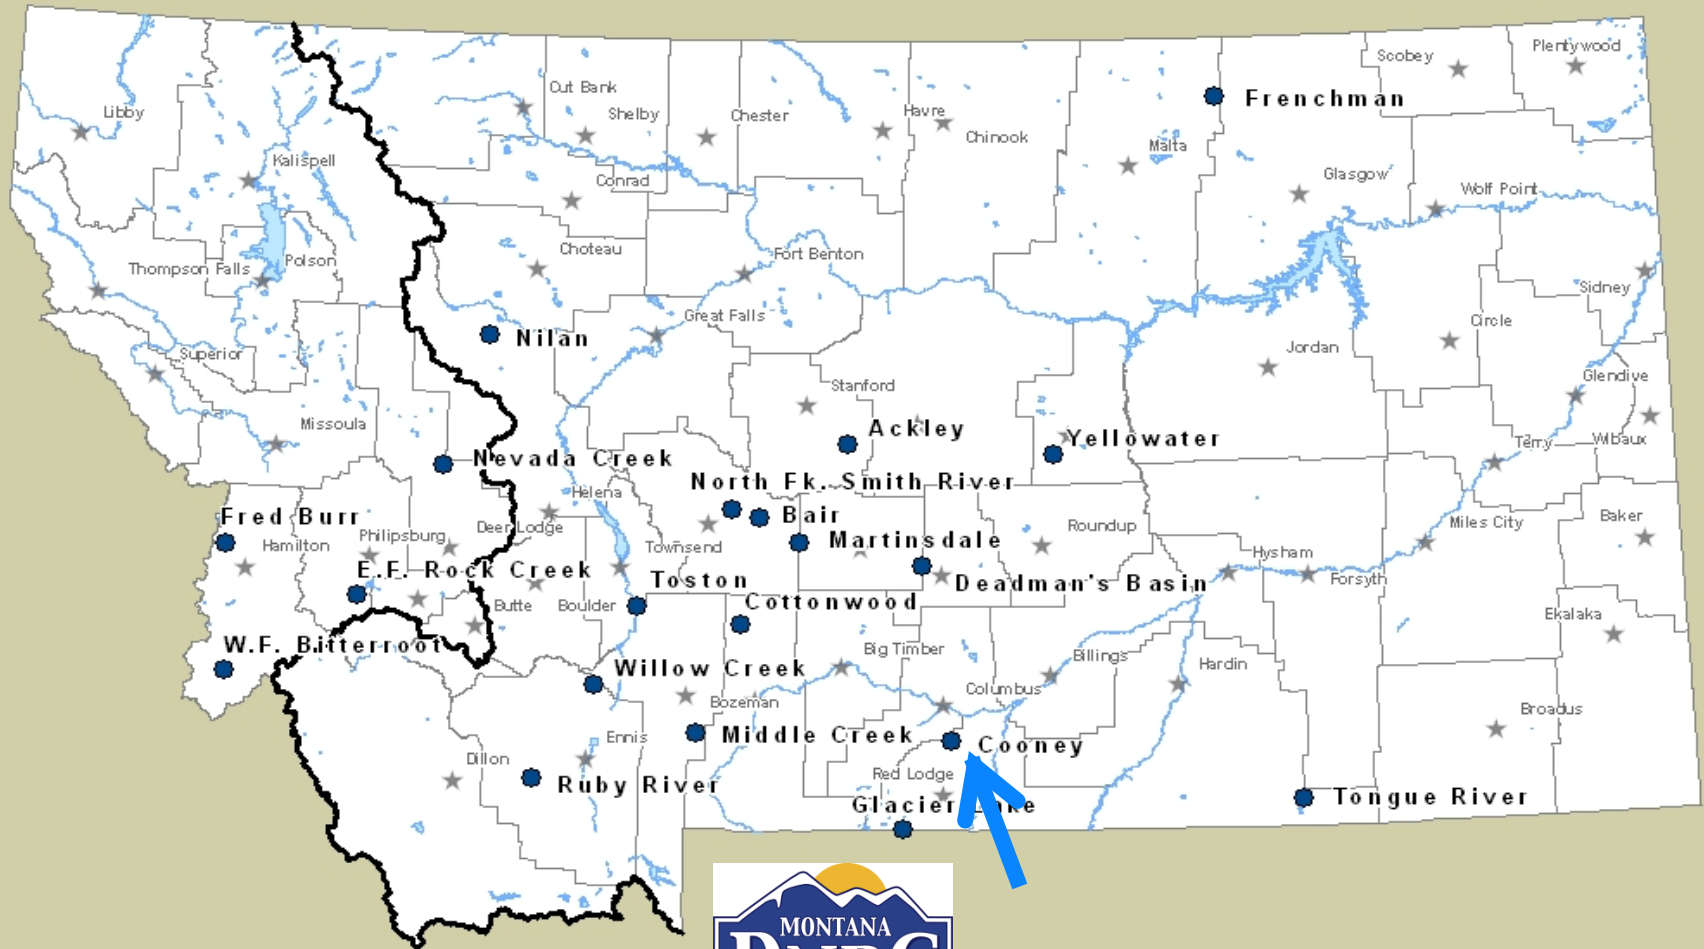 Plentywood
Scobey
Out Bank
Frenchman
Libby
Shelby
Chester
Havre
Chinook
Malta
Kalispell
Conrad
Glasgow
Wolf Point
Choteau
Fort Benton
Polson
Thompson Falls
Sidney
Great Falls
Circle
Nilan
Jordan
Superior
Glendive
Stanford
Missoula
Ackley
Yellowater
Terry
Wibaux
Nevada Creek
North Fk. Smith River
Helena
Fred Burr
Bair
Baker
Miles City
Deer Lodge
Roundup
Philipsburg
Hamilton
Townsend
Martinsdale
Hysham
E.F. Rock Creek
Toston
Deadman's Basin
Forsyth
Butte
Boulder
Cottonwood
Ekalaka
W.F. Bitterroot
Big Timber
Billings
Willow Creek
Hardin
Columbus
Bozeman
Broadus
Ennis
Middle Creek
Cooney
Dillon
Red Lodge
Ruby River
Glacier Lake
Tongue River
MONTANA
DNRC